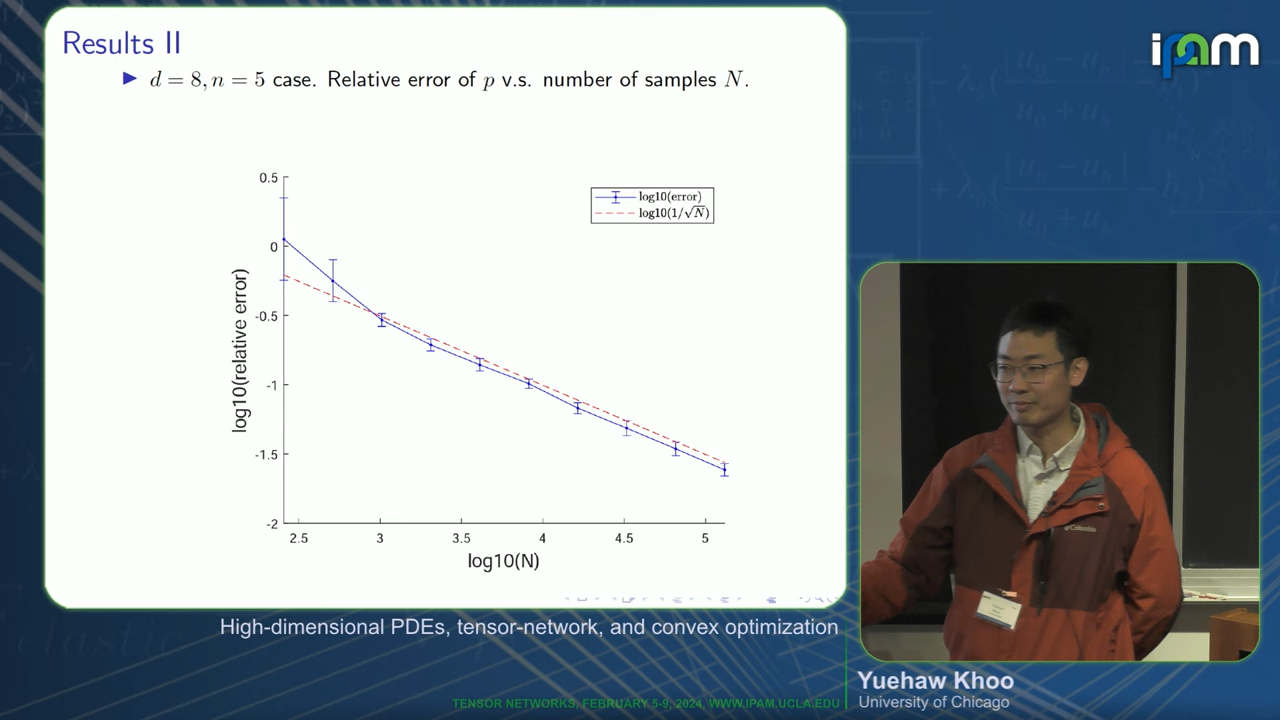 Results II
▶ d = 8, n = 5 case. Relative error of p v.s. number of samples N.
0.5
0
-0.5
-1
-1.5
-2
log10(relative error)
log10(error)
log10(1/√N)
2.5 3 3.5 4 4.5 5
log10(N)
ipam
Columbia
High-dimensional PDEs, tensor-network, and convex optimization
Yuehaw Khoo
University of Chicago
TENSOR NETWORKS, FEBRUARY 5-9, 2024, WWW.IPAM.UCLA.EDU